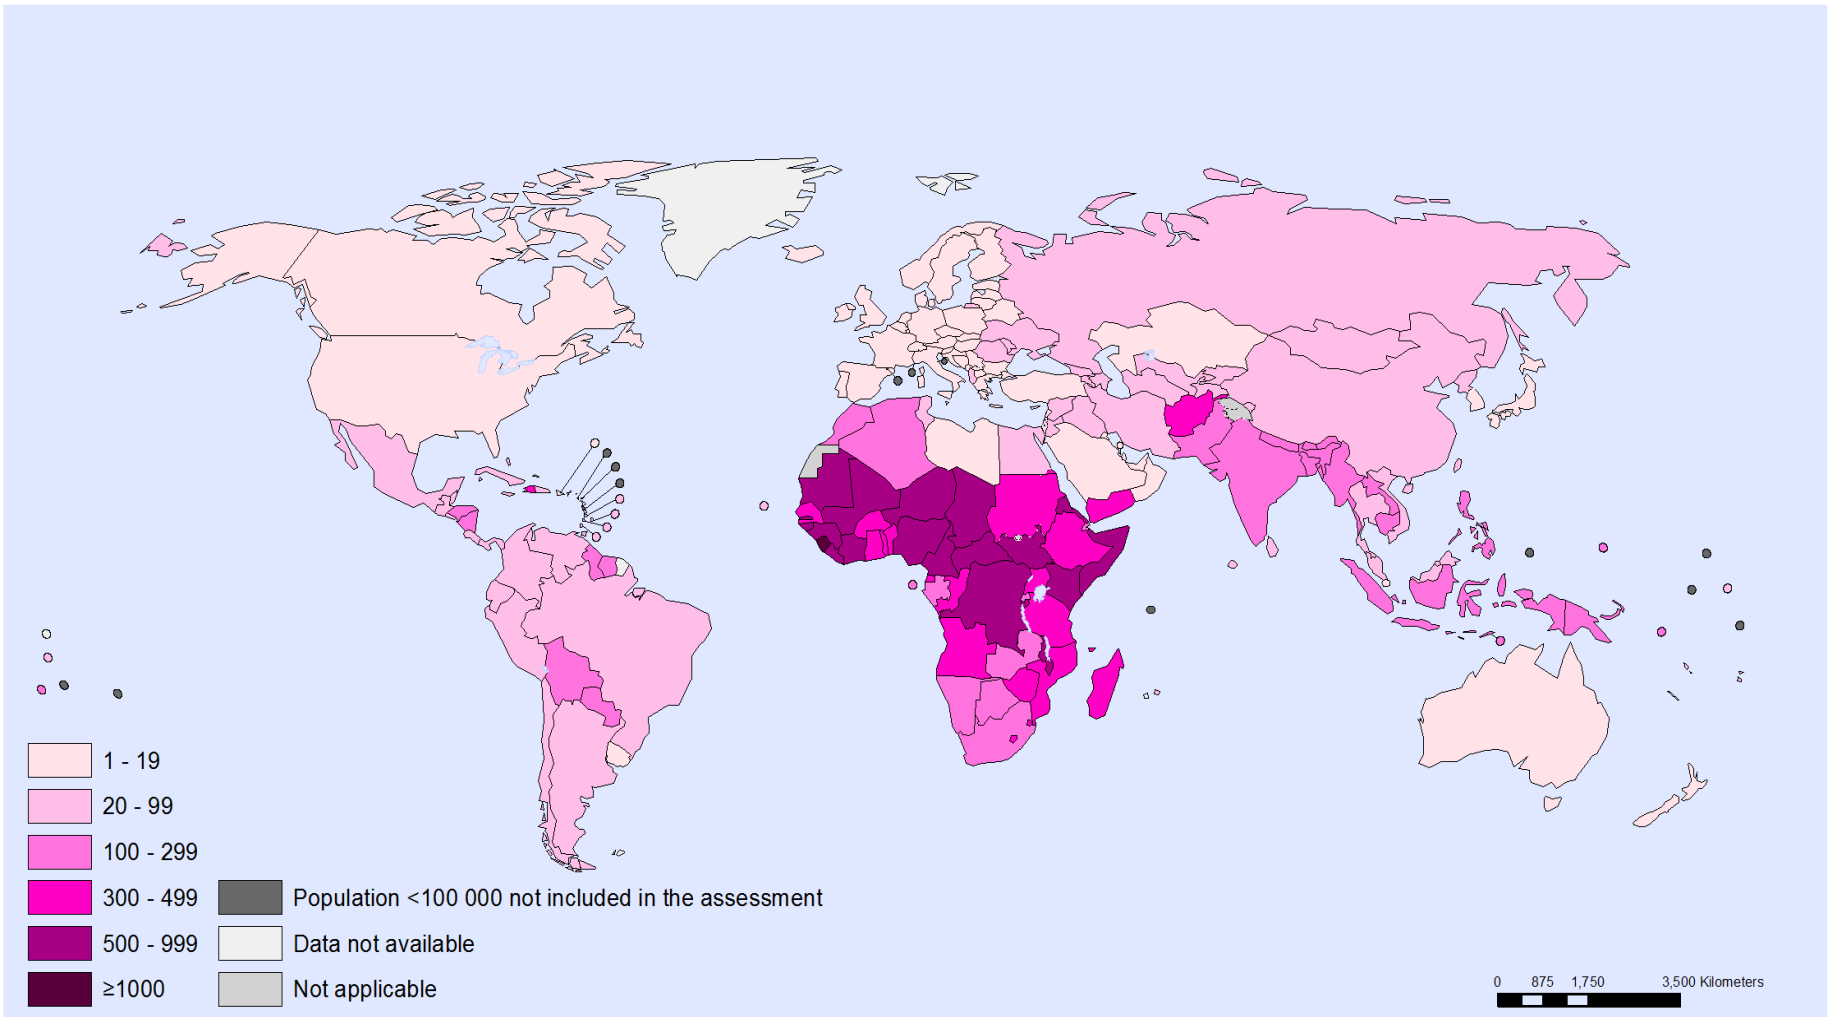 1 - 19
20 - 99
100 - 299
300 - 499
500 - 999
≥1000
Population <100 000 not included in the assessment
Data not available
Not applicable
0 875 1,750 3,500 Kilometers